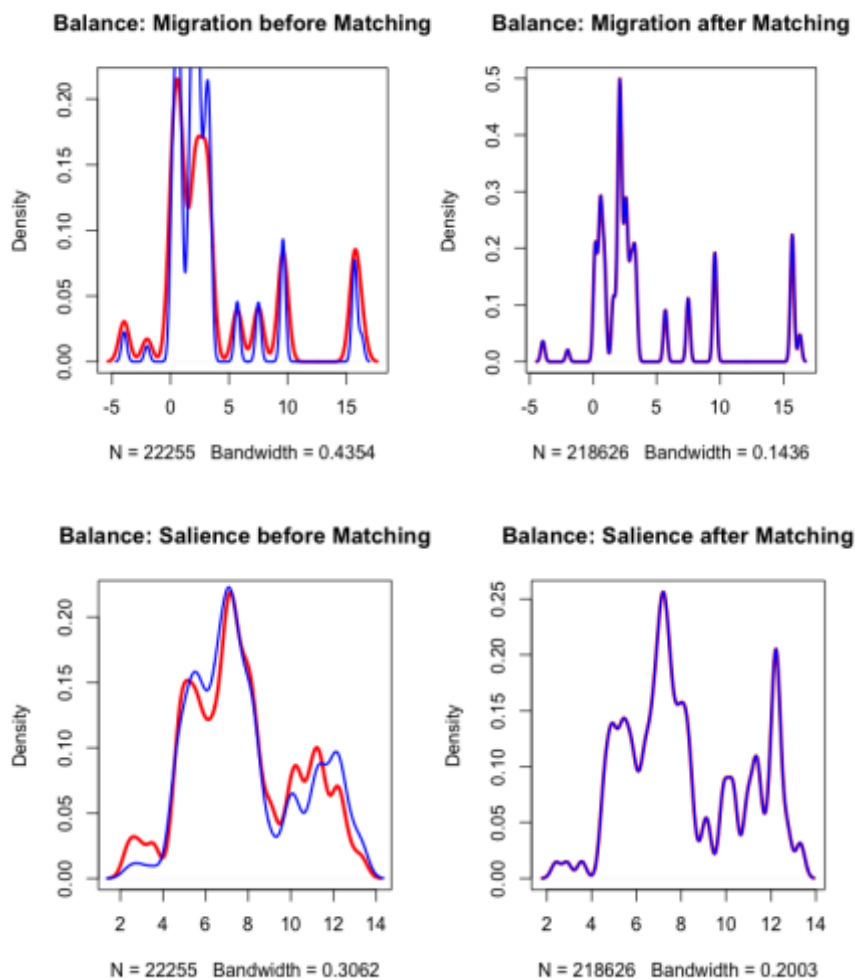 Balance: Migration before Matching
Density
0.00 0.05 0.10 0.15 0.20
-5 0 5 10 15
N = 22255 Bandwidth = 0.4354
Balance: Migration after Matching
Density
0.0 0.1 0.2 0.3 0.4 0.5
-5 0 5 10 15
N = 218626 Bandwidth = 0.1436
Balance: Salience before Matching
Density
0.00 0.05 0.10 0.15 0.20
2 4 6 8 10 12 14
N = 22255 Bandwidth = 0.3062
Balance: Salience after Matching
Density
0.00 0.05 0.10 0.15 0.20 0.25
2 4 6 8 10 12 14
N = 218626 Bandwidth = 0.2003